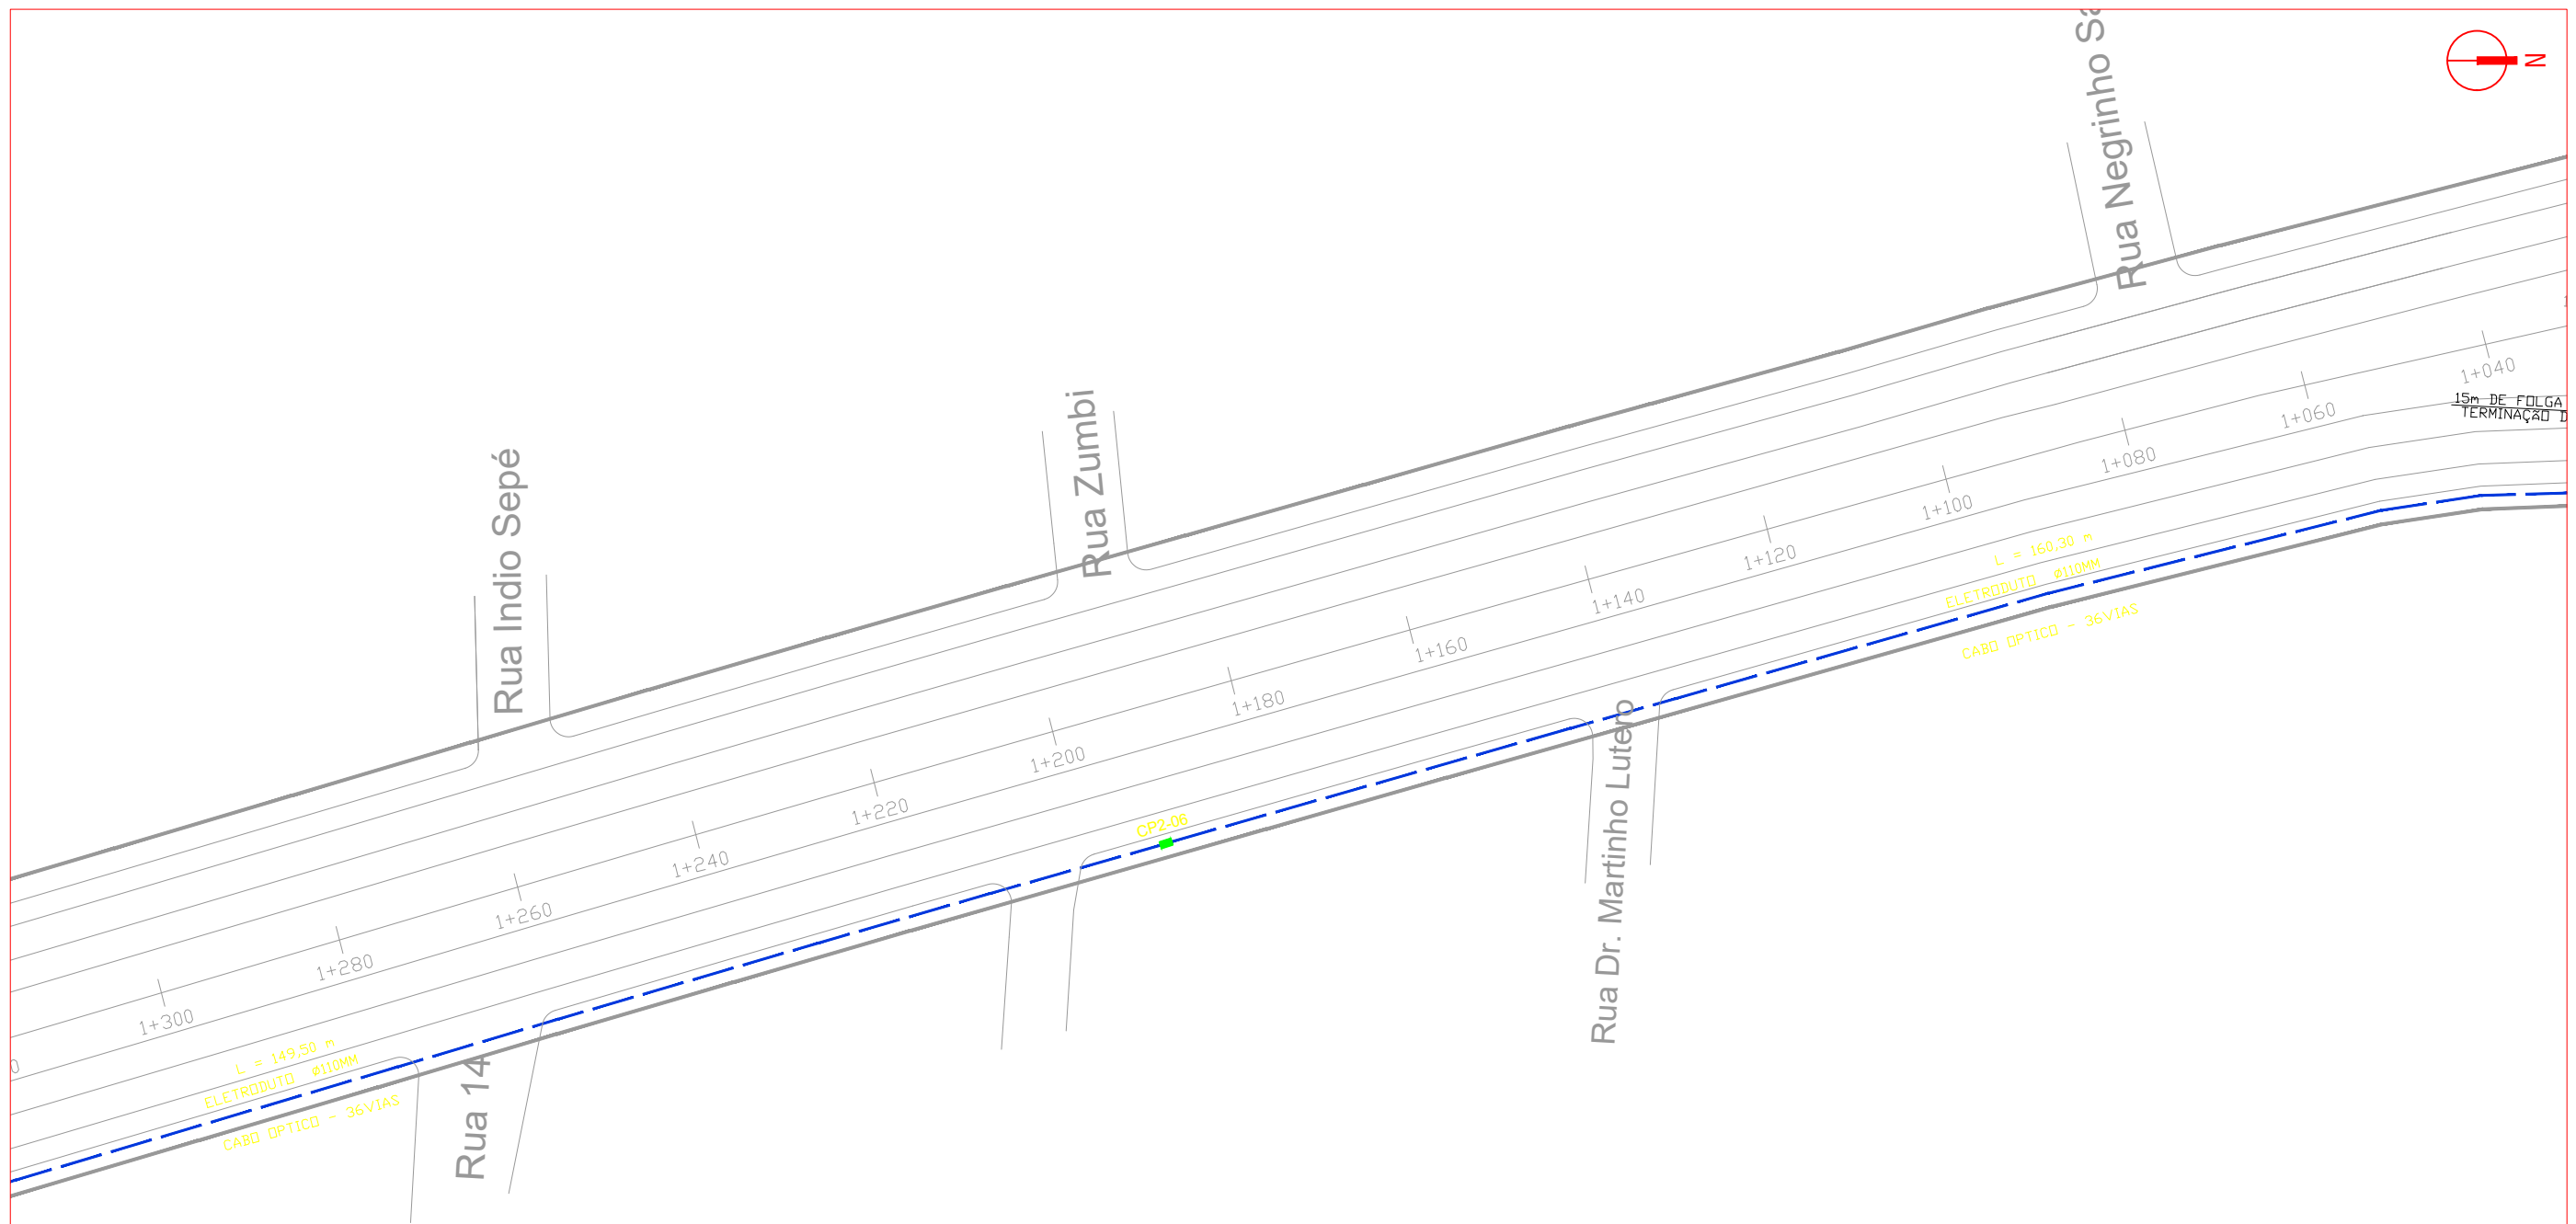 N
Rua Negrinho
1+040
15m DE FOLGA
TERMINAÇÃO
1+060
1+080
1+100
1+120
1+140
1+160
1+180
1+200
1+220
1+240
1+260
1+280
1+300
Rua Indio Sepé
Rua Zumbi
L = 160,30 m
ELETRODUTO Ø110MM
CABO OPTICO - 36VIAS
Rua Dr. Martinho Lutero
CP2-06
Rua 14
L = 149,50 m
ELETRODUTO Ø110MM
CABO OPTICO - 36VIAS